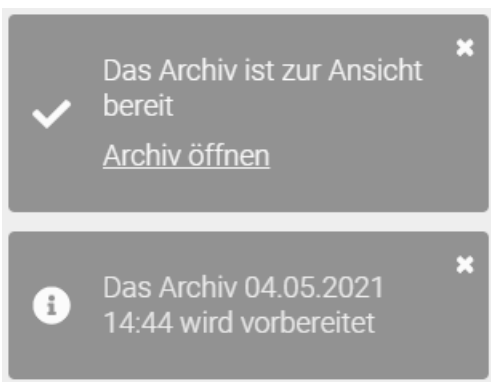 Das Archiv ist zur Ansicht
bereit
Archiv öffnen
Das Archiv 04.05.2021
14:44 wird vorbereitet